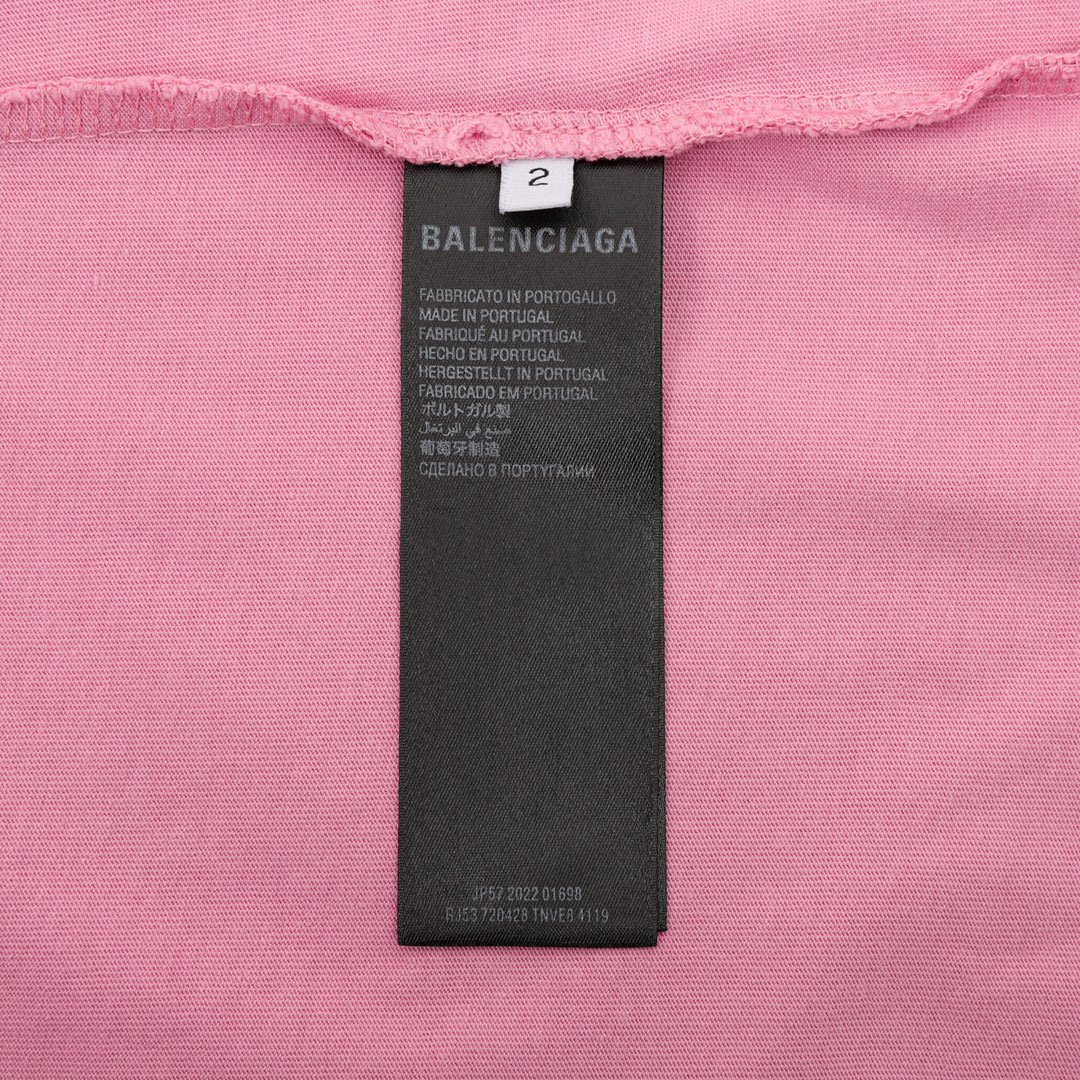 2
BALENCIAGA
FABBRICATO IN PORTOGALLO
MADE IN PORTUGAL
FABRIQUÉ AU PORTUGAL
HECHO EN PORTUGAL
HERGESTELLT IN PORTUGAL
FABRICADO EM PORTUGAL
ポルトガル製
صنع في البرتغال
葡萄牙制造
СДЕЛАНО В ПОРТУГАЛИИ
JP57 2022 01698
RJ53 720428 TNVE8 4119